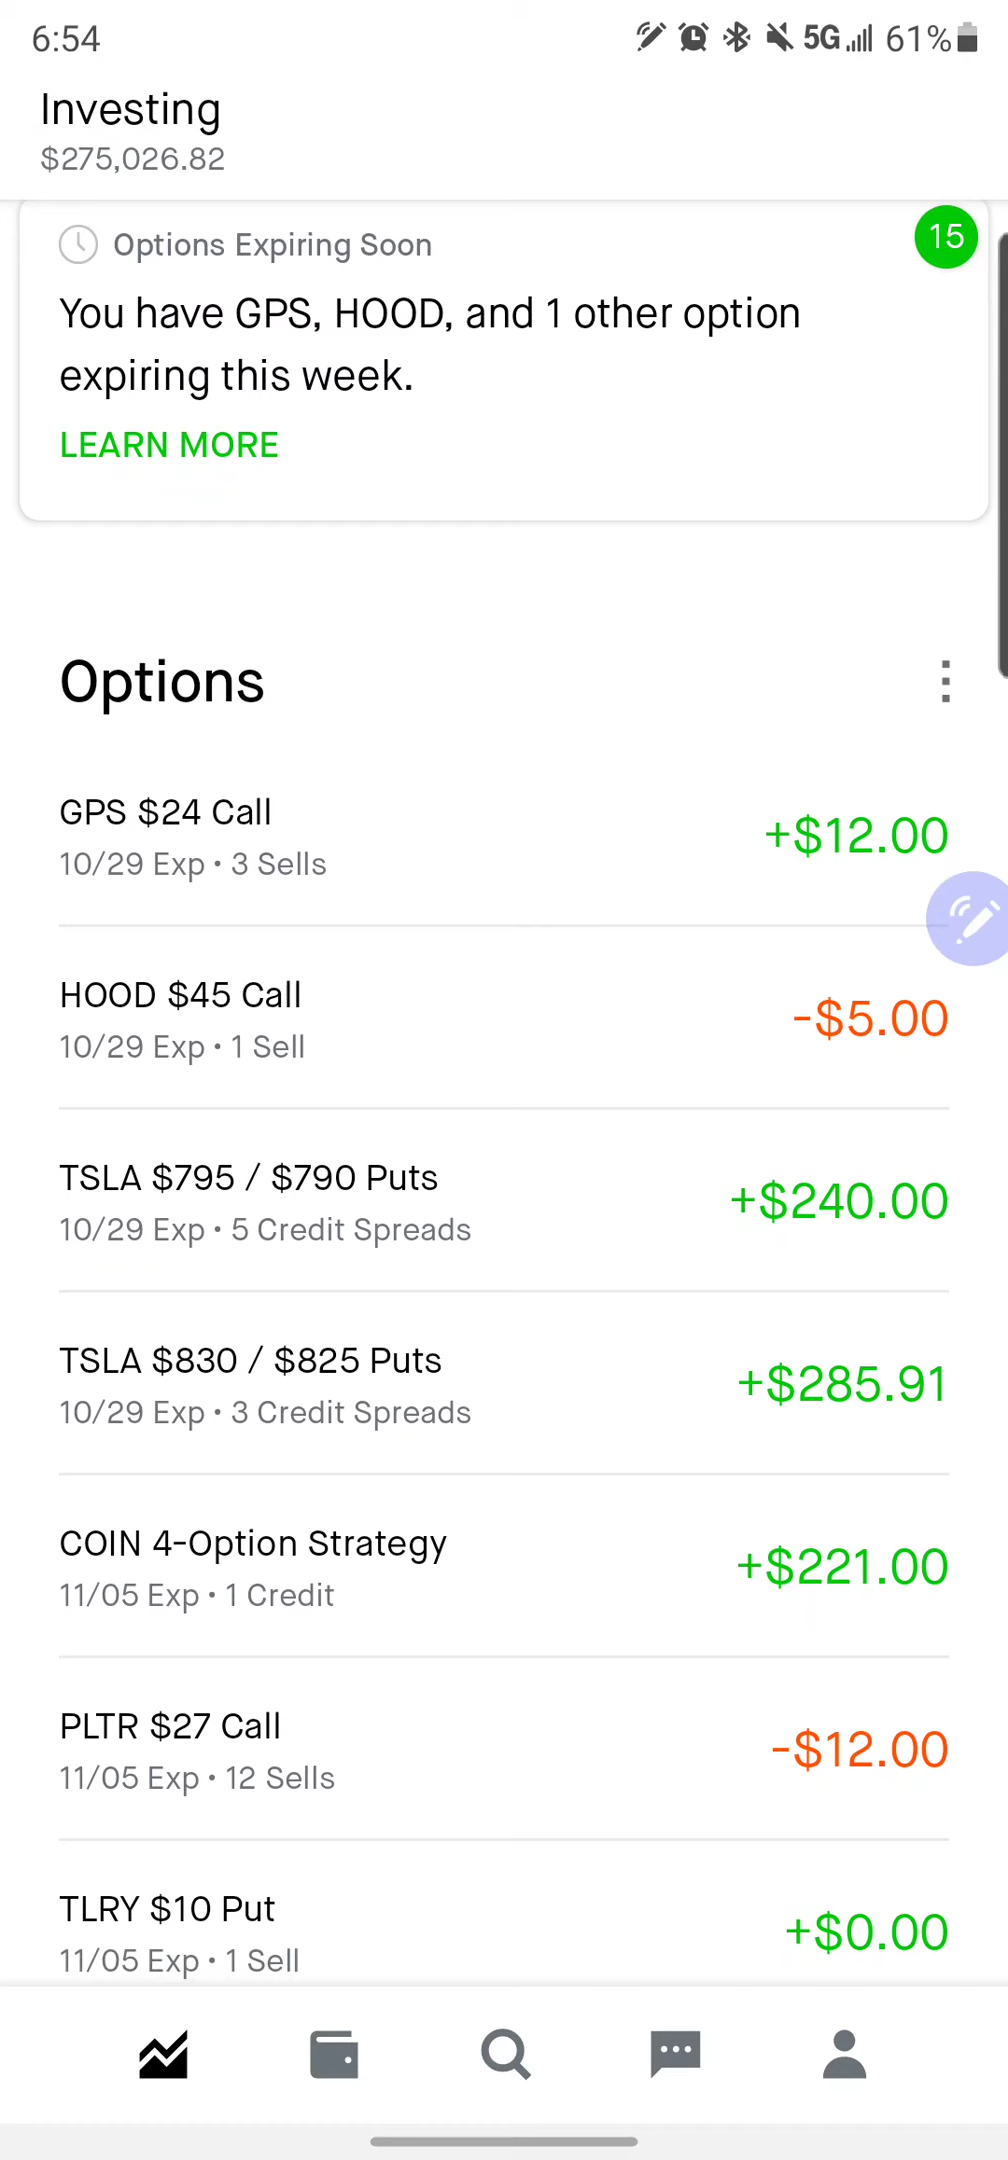 6:54 5G 61%
Investing
$275,026.82
Options Expiring Soon 15
You have GPS, HOOD, and 1 other option
expiring this week.
LEARN MORE
Options
GPS $24 Call
+$12.00
10/29 Exp • 3 Sells
HOOD $45 Call
-$5.00
10/29 Exp • 1 Sell
TSLA $795 / $790 Puts
+$240.00
10/29 Exp • 5 Credit Spreads
TSLA $830 / $825 Puts
+$285.91
10/29 Exp • 3 Credit Spreads
COIN 4-Option Strategy
+$221.00
11/05 Exp • 1 Credit
PLTR $27 Call
-$12.00
11/05 Exp • 12 Sells
TLRY $10 Put
+$0.00
11/05 Exp • 1 Sell